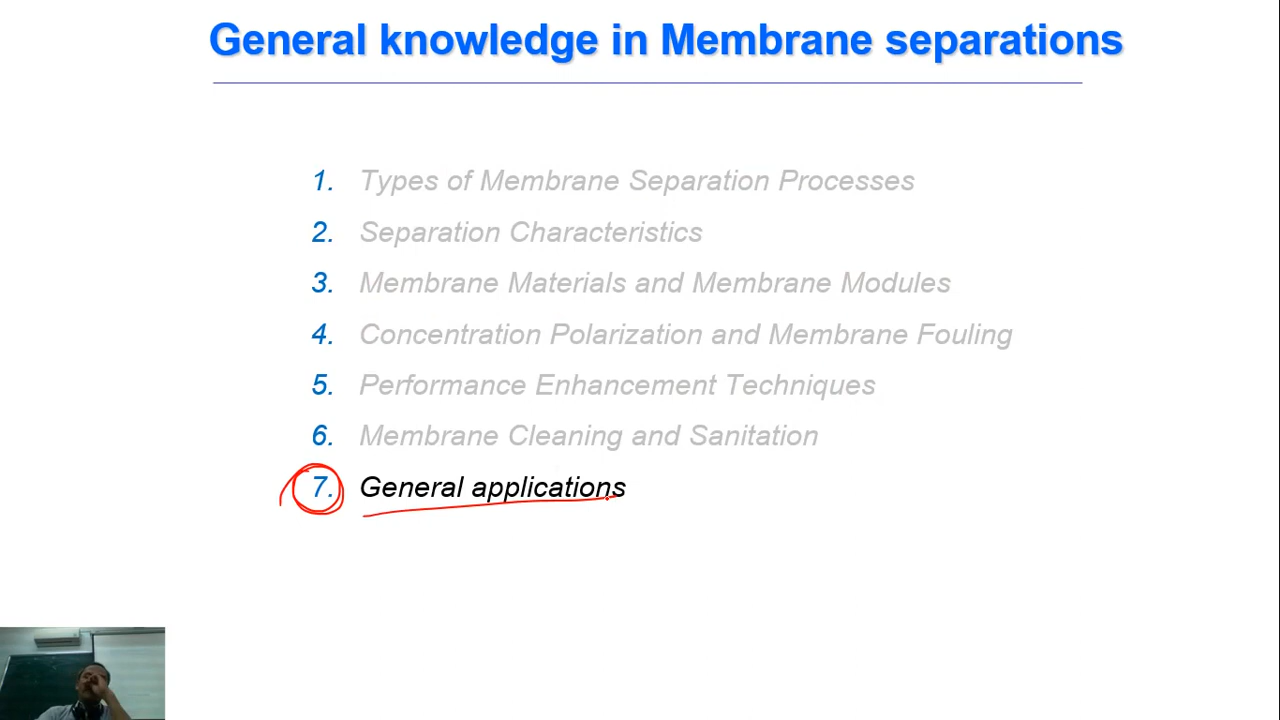 General knowledge in Membrane separations
1. Types of Membrane Separation Processes
2. Separation Characteristics
3. Membrane Materials and Membrane Modules
4. Concentration Polarization and Membrane Fouling
5. Performance Enhancement Techniques
6. Membrane Cleaning and Sanitation
7. General applications